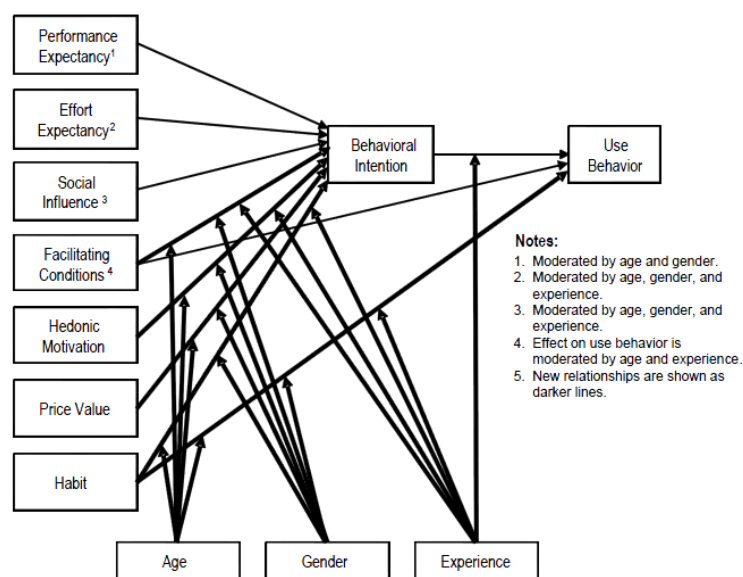 Performance
Expectancy1
Effort
Expectancy2
Social
Influence 3
Facilitating
Conditions 4
Hedonic
Motivation
Price Value
Habit
Behavioral
Intention
Use
Behavior
Notes:
1. Moderated by age and gender.
2. Moderated by age, gender, and
experience.
3. Moderated by age, gender, and
experience.
4. Effect on use behavior is
moderated by age and experience.
5. New relationships are shown as
darker lines.
Age
Gender
Experience